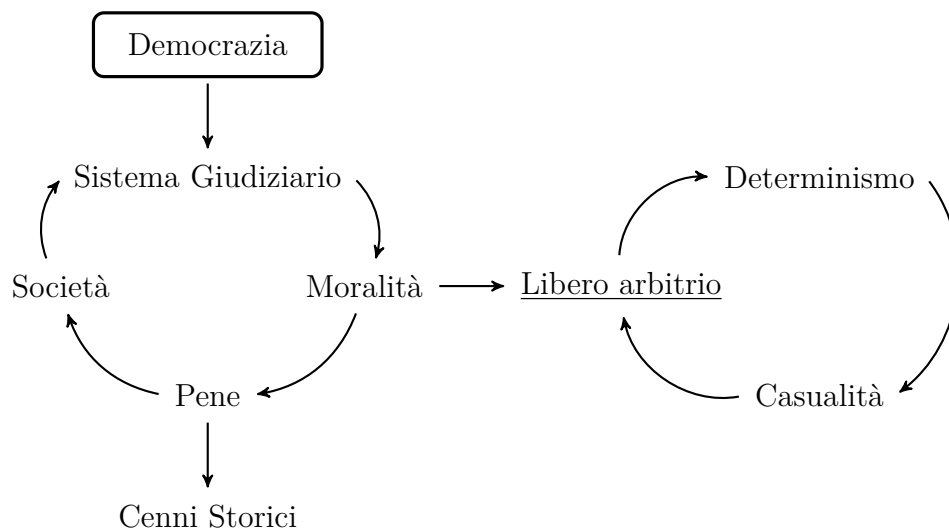 Democrazia
Sistema Giudiziario
Determinismo
Società
Moralità
Libero arbitrio
Pene
Casualità
Cenni Storici